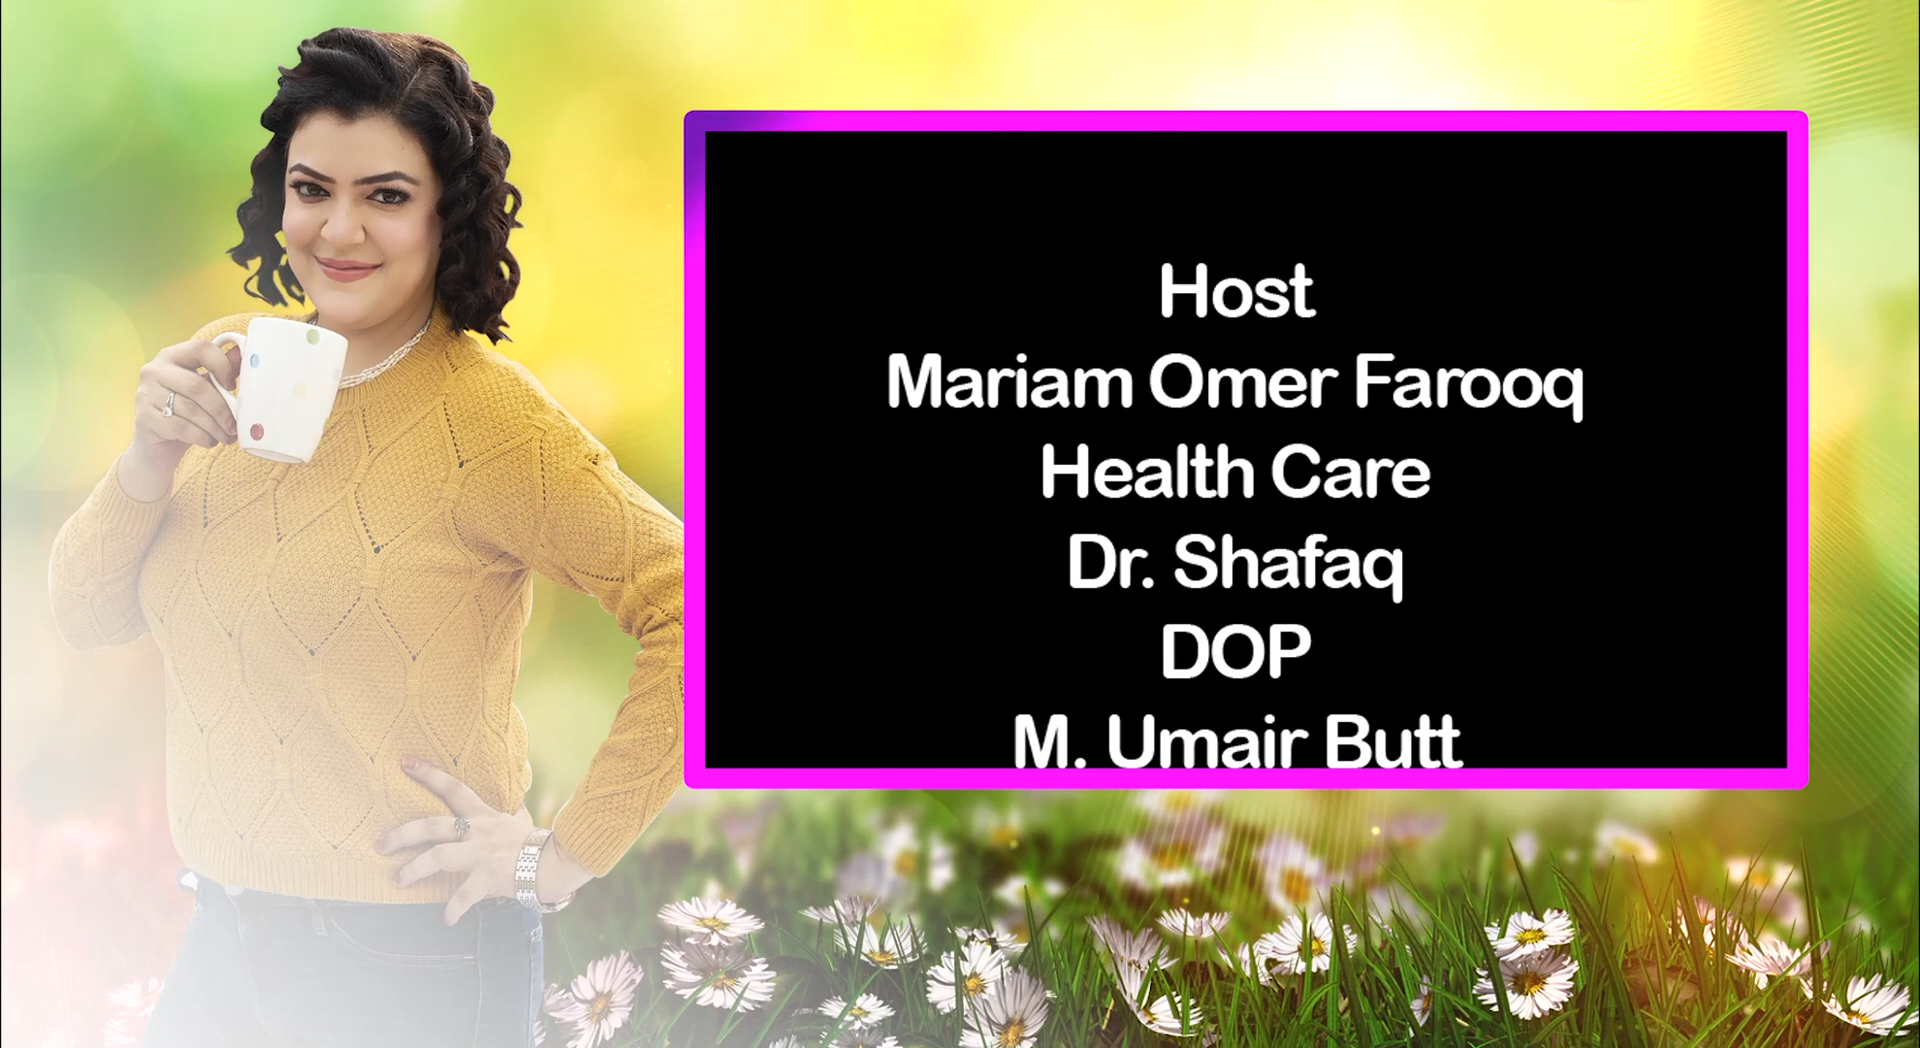 Host
Mariam Omer Farooq
Health Care
Dr. Shafaq
DOP
M. Umair Butt